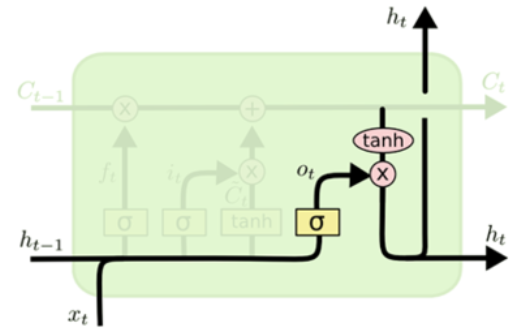 h_t
C_{t-1} × + C_t
tanh
f_t i_t × o_t ×
C̃_t
σ σ tanh σ
h_{t-1} h_t
x_t